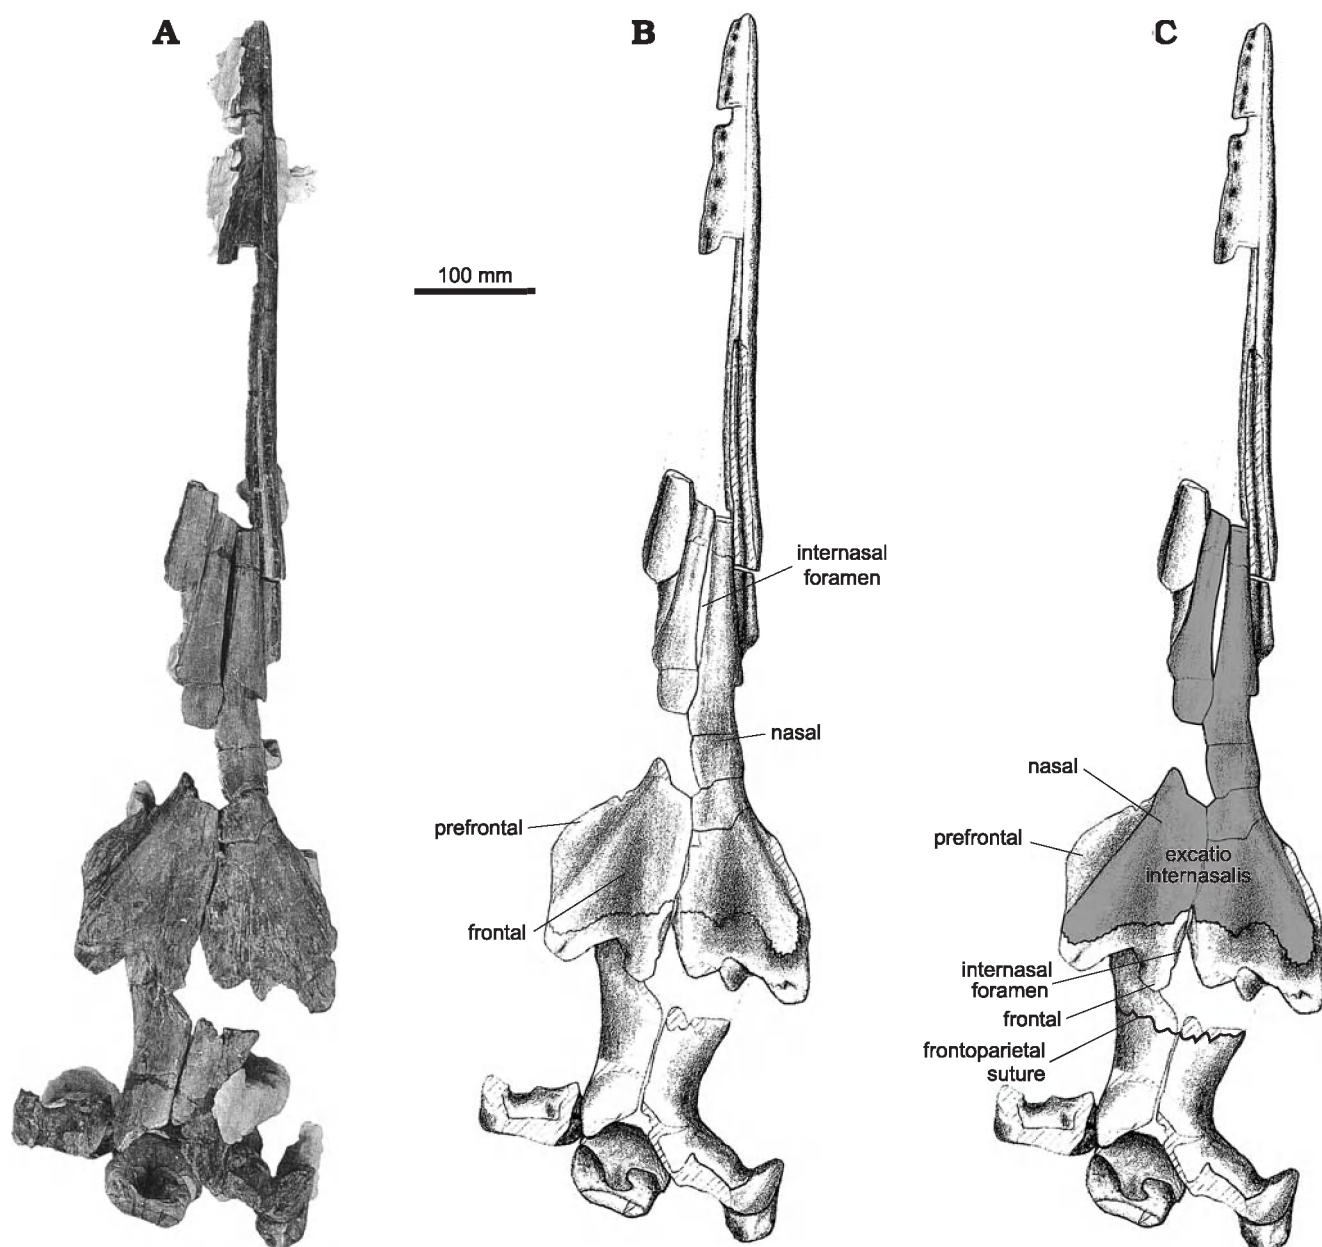 A
B
C
100 mm
internasal
foramen
nasal
prefrontal
frontal
nasal
prefrontal
excatio
internasalis
internasal
foramen
frontal
frontoparietal
suture